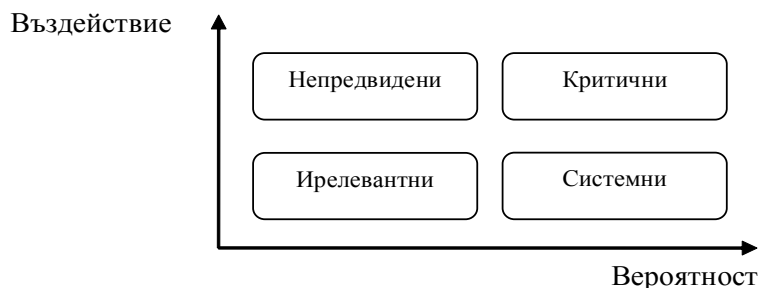 Въздействие
Непредвидени
Критични
Ирелевантни
Системни
Вероятност